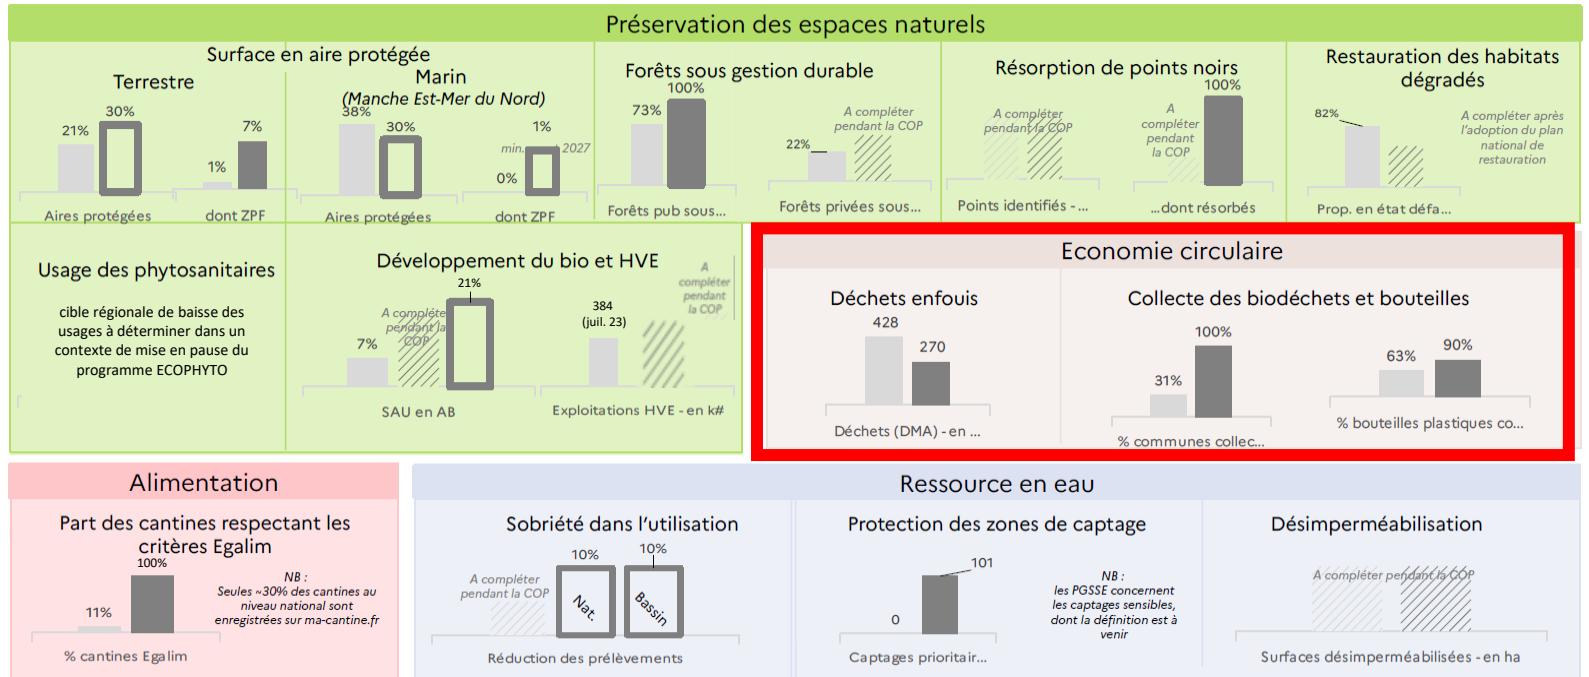 Préservation des espaces naturels
Surface en aire protégée
Terrestre
21%
30%
Aires protégées
1%
7%
dont ZPF
Marin
(Manche Est-Mer du Nord)
38%
30%
Aires protégées
min. 2027
0%
1%
dont ZPF
Forêts sous gestion durable
73%
100%
Forêts pub sous...
22%
A compléter
pendant la COP
Forêts privées sous...
Résorption de points noirs
A compléter
pendant la COP
Points identifiés - ...
A
compléter
pendant
la COP
100%
...dont résorbés
Restauration des habitats
dégradés
82%
A compléter après
l'adoption du plan
national de
restauration
Prop. en état défa...
Usage des phytosanitaires
cible régionale de baisse des
usages à déterminer dans un
contexte de mise en pause du
programme ECOPHYTO
Développement du bio et HVE
7%
A compléter
pendant la
COP
21%
SAU en AB
384
(juil. 23)
A
compléter
pendant
la COP
Exploitations HVE - en k#
Economie circulaire
Déchets enfouis
428
270
Déchets (DMA) - en ...
Collecte des biodéchets et bouteilles
31%
100%
% communes collec...
63%
90%
% bouteilles plastiques co...
Alimentation
Part des cantines respectant les
critères Egalim
11%
100%
% cantines Egalim
NB :
Seules ~30% des cantines au
niveau national sont
enregistrées sur ma-cantine.fr
Ressource en eau
Sobriété dans l'utilisation
A compléter
pendant la COP
10%
Nat.
10%
Bassin
Réduction des prélèvements
Protection des zones de captage
0
101
Captages prioritair...
NB :
les PGSSE concernent
les captages sensibles,
dont la définition est à
venir
Désimperméabilisation
A compléter pendant la COP
Surfaces désimperméabilisées - en ha